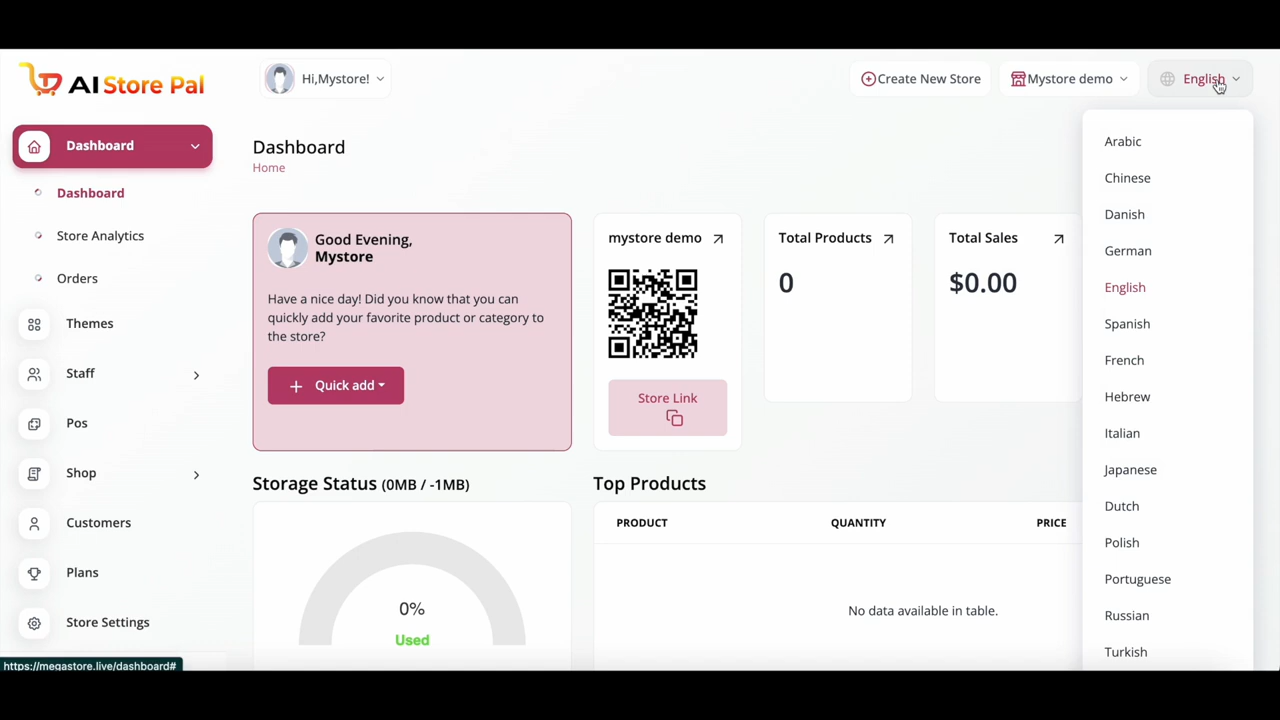 AI Store Pal
Hi,Mystore!
Create New Store
Mystore demo
English
Dashboard
Dashboard
Store Analytics
Orders
Themes
Staff
Pos
Shop
Customers
Plans
Store Settings
https://megastore.live/dashboard#
Dashboard
Home
Good Evening,
Mystore
Have a nice day! Did you know that you can
quickly add your favorite product or category to
the store?
Quick add
mystore demo
Store Link
Total Products
0
Total Sales
$0.00
Storage Status (0MB / -1MB)
0%
Used
Top Products
PRODUCT QUANTITY PRICE
No data available in table.
Arabic
Chinese
Danish
German
English
Spanish
French
Hebrew
Italian
Japanese
Dutch
Polish
Portuguese
Russian
Turkish